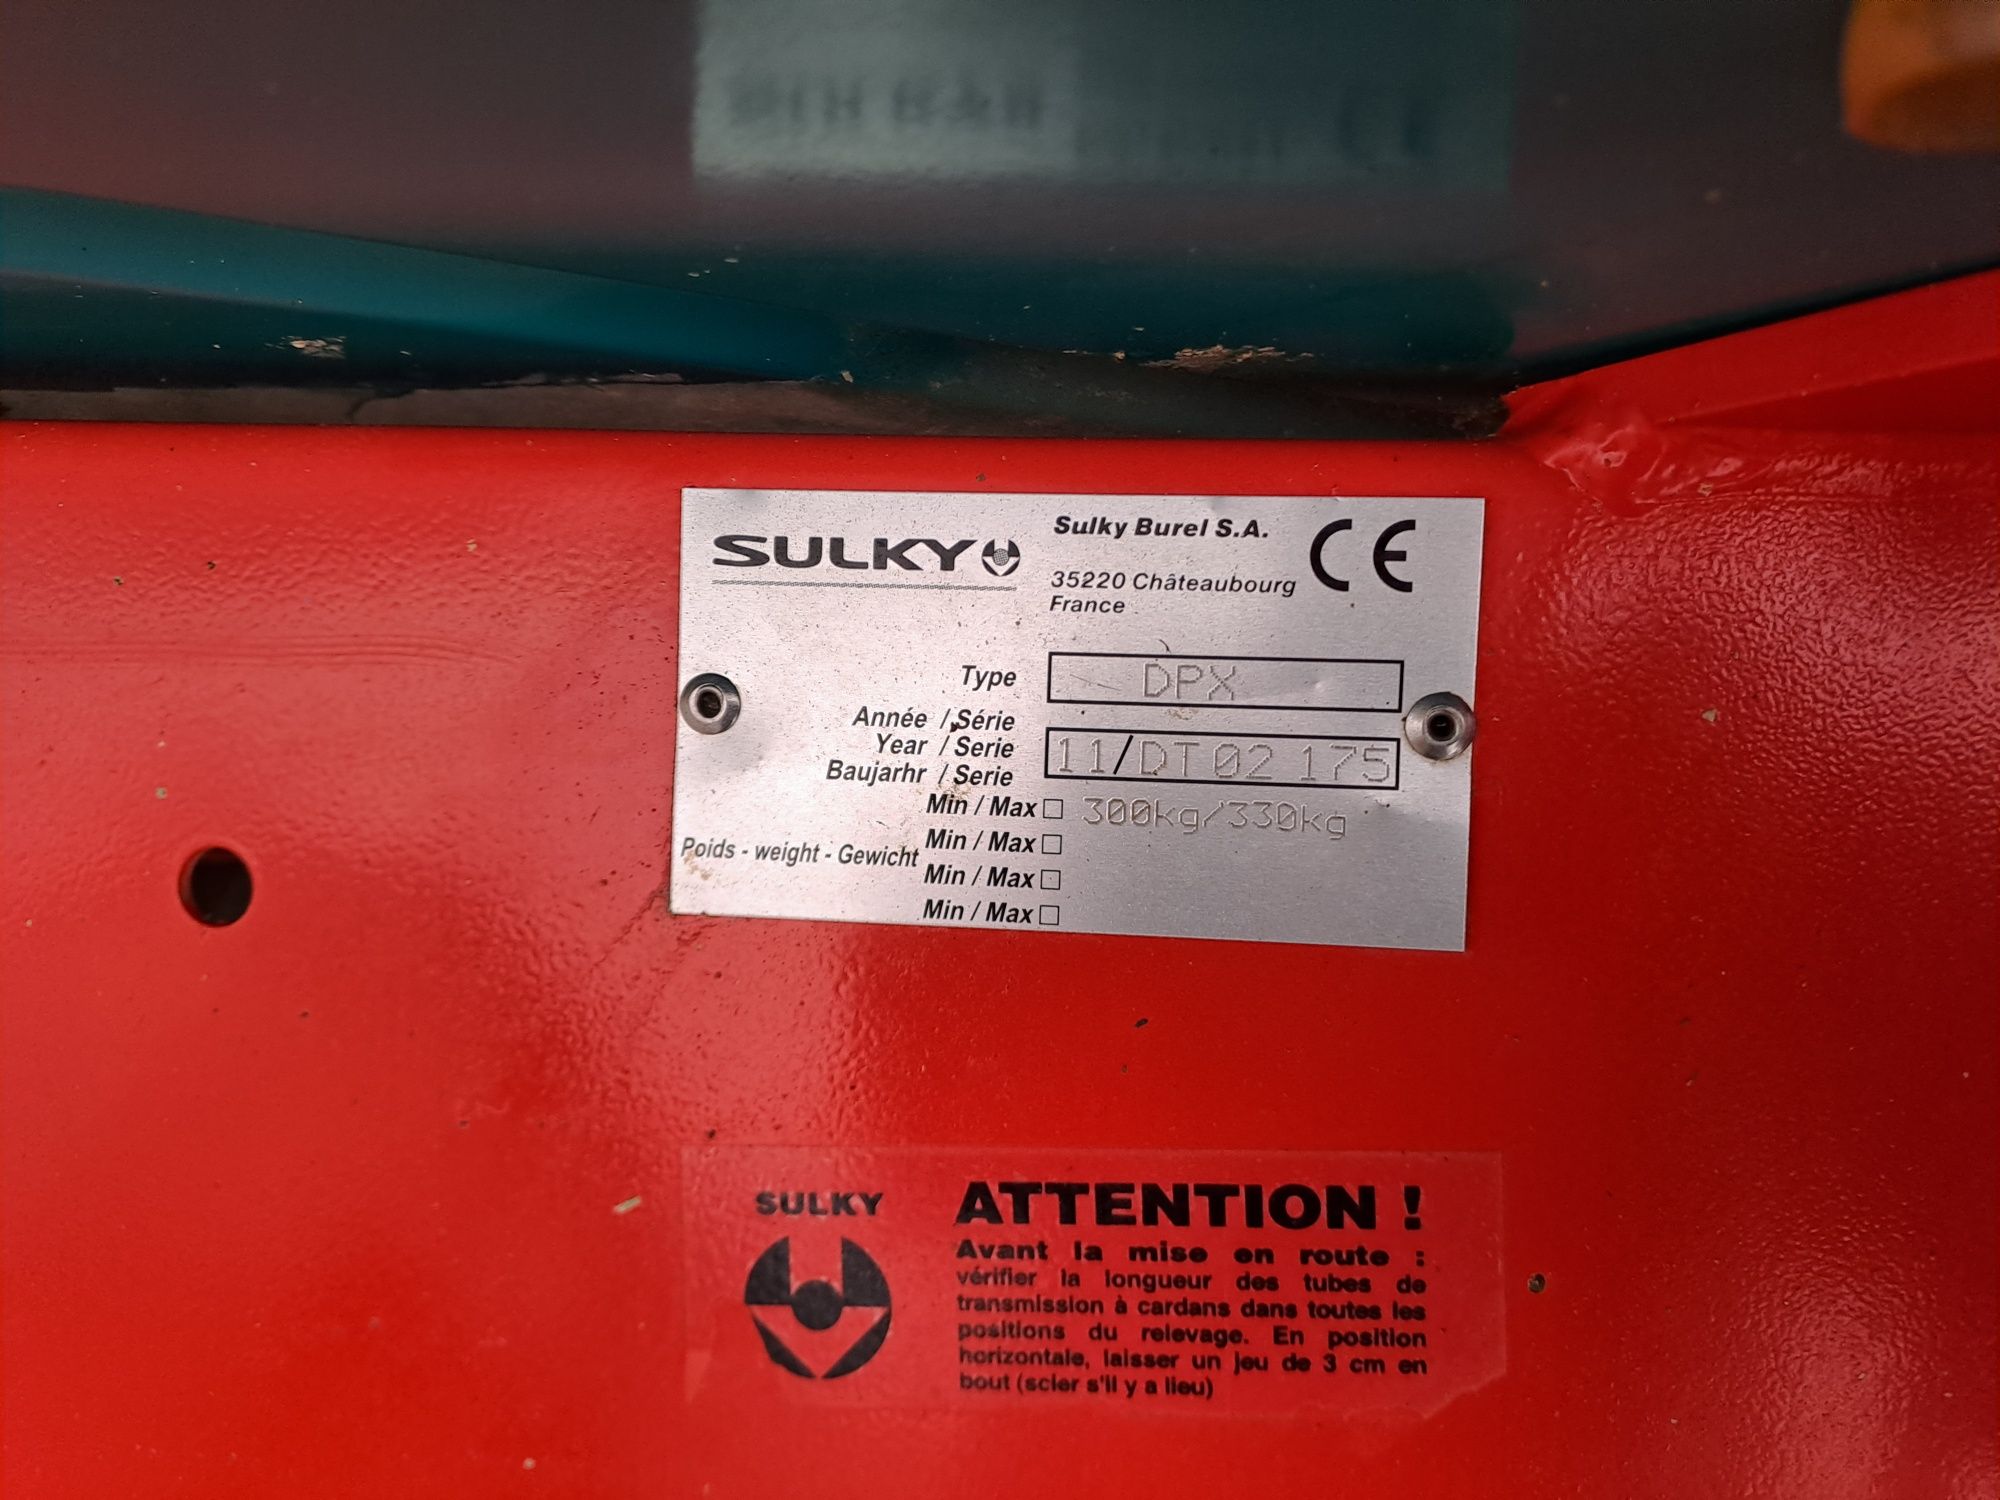 SULKY
Sulky Burel S.A.
35220 Châteaubourg
France
CE
Type DPX
Année / Série
Year / Serie
Baujarhr / Serie
11/DT 02 175
Poids - weight - Gewicht
Min / Max 300kg/330kg
Min / Max
Min / Max
Min / Max
SULKY
ATTENTION !
Avant la mise en route :
vérifier la longueur des tubes de
transmission à cardans dans toutes les
positions du relevage. En position
horizontale, laisser un jeu de 3 cm en
bout (scier s'il y a lieu)